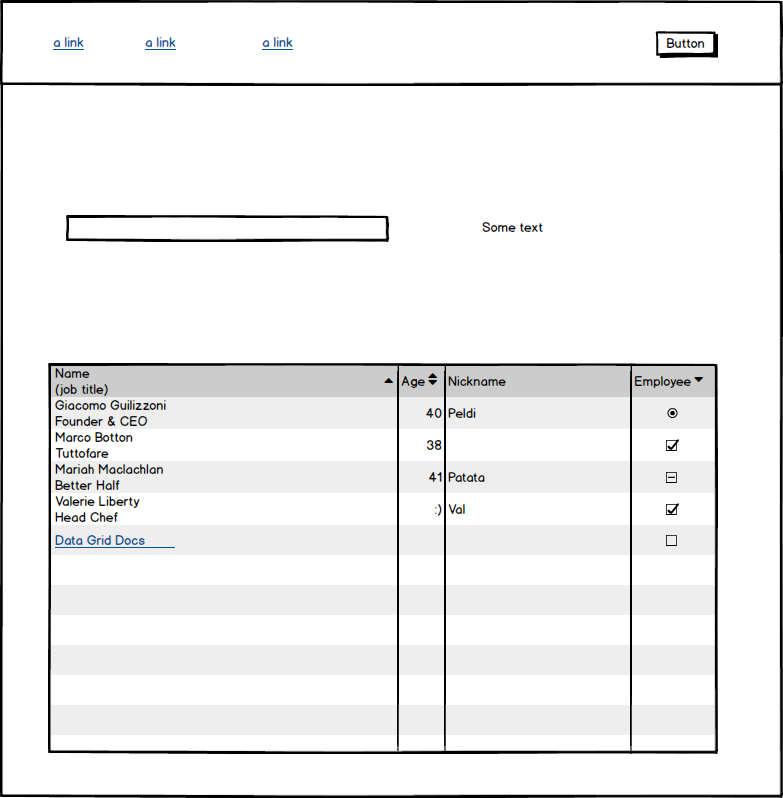 a link a link a link Button
Some text
Name
(job title) Age Nickname Employee
Giacomo Guilizzoni
Founder & CEO 40 Peldi
Marco Botton
Tuttofare 38
Mariah Maclachlan
Better Half 41 Patata
Valerie Liberty
Head Chef :) Val
Data Grid Docs